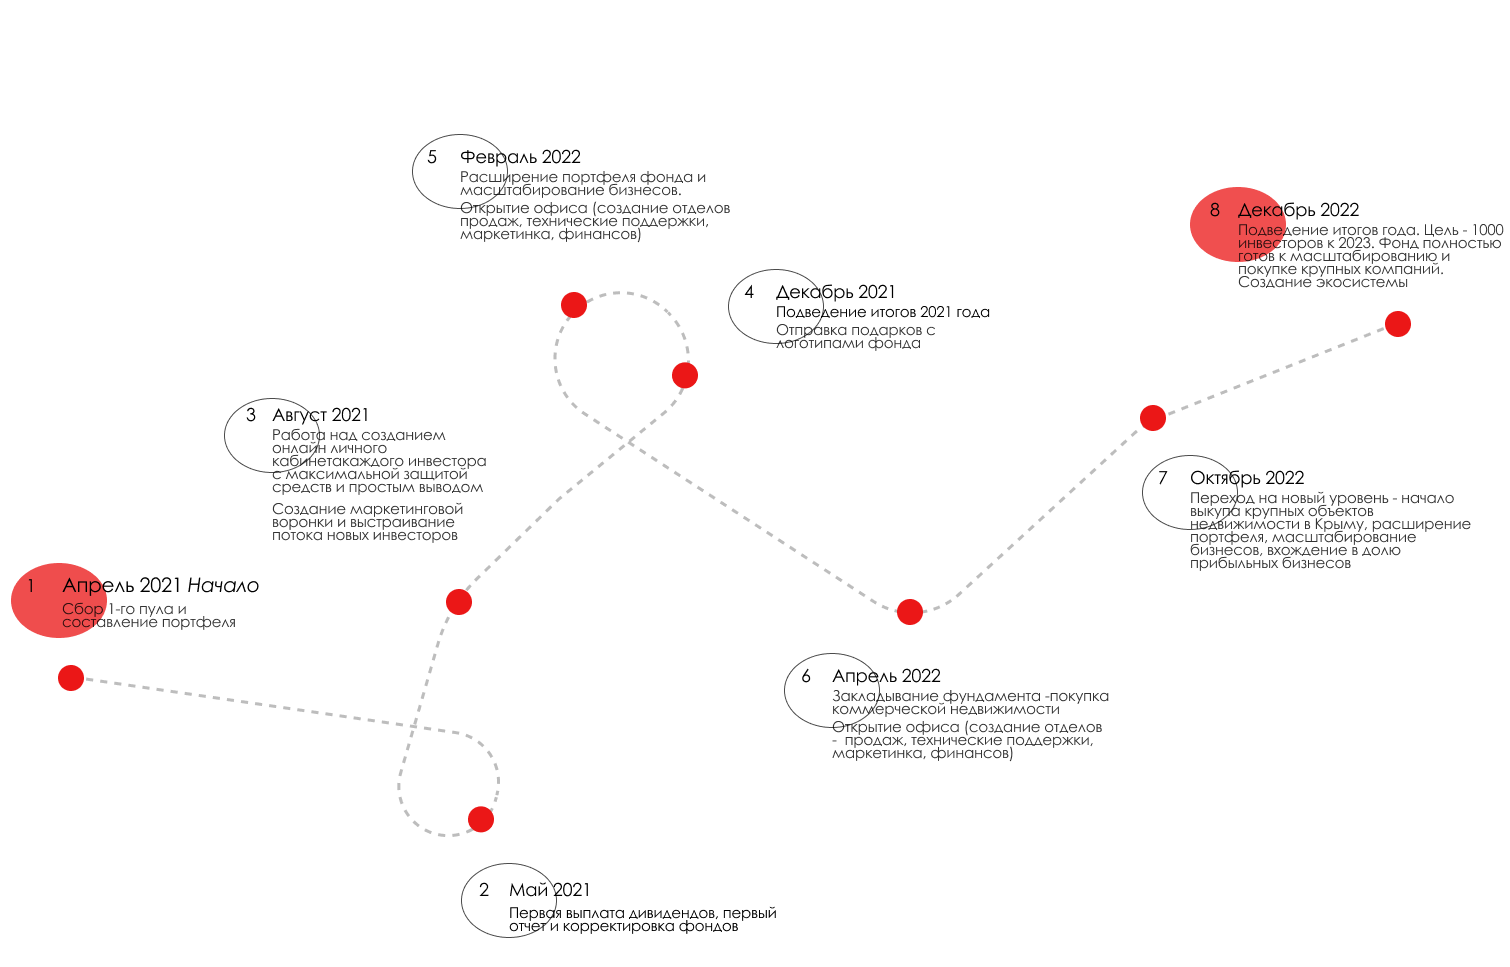 1 Апрель 2021 Начало
Сбор 1-го пула и
составление портфеля
2 Май 2021
Первая выплата дивидендов, первый
отчет и корректировка фондов
3 Август 2021
Работа над созданием
онлайн личного
кабинетакаждого инвестора
с максимальной защитой
средств и простым выводом
Создание маркетинговой
воронки и выстраивание
потока новых инвесторов
4 Декабрь 2021
Подведение итогов 2021 года
Отправка подарков с
логотипами фонда
5 Февраль 2022
Расширение портфеля фонда и
масштабирование бизнесов.
Открытие офиса (создание отделов
продаж, технические поддержки,
маркетинка, финансов)
6 Апрель 2022
Закладывание фундамента -покупка
коммерческой недвижимости
Открытие офиса (создание отделов
- продаж, технические поддержки,
маркетинка, финансов)
7 Октябрь 2022
Переход на новый уровень - начало
выкупа крупных объектов
недвижимости в Крыму, расширение
портфеля, масштабирование
бизнесов, вхождение в долю
прибыльных бизнесов
8 Декабрь 2022
Подведение итогов года. Цель - 1000
инвесторов к 2023. Фонд полностью
готов к масштабированию и
покупке крупных компаний.
Создание экосистемы